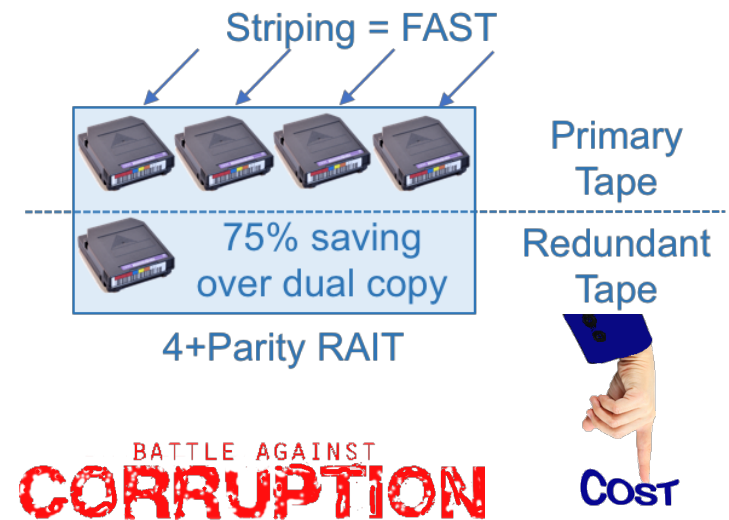 Striping = FAST
Primary
Tape
75% saving
over dual copy
Redundant
Tape
4+Parity RAIT
BATTLE AGAINST
CORRUPTION
COST